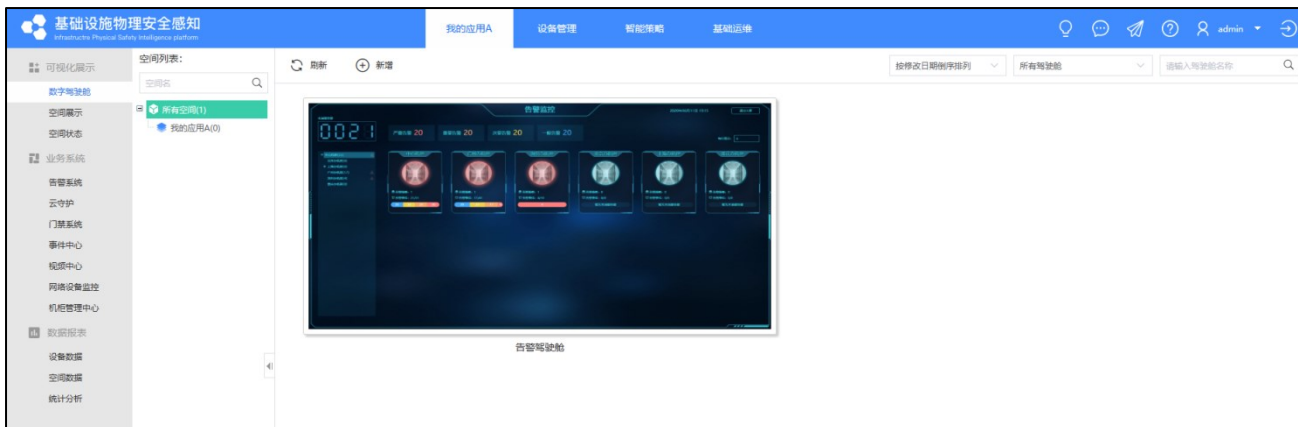 基础设施物理安全感知
Infrastructre Physical Safety Intelligence platform
我的应用A
设备管理
智能策略
基础运维
admin
可视化展示
数字驾驶舱
空间展示
空间状态
业务系统
告警系统
云守护
门禁系统
事件中心
视频中心
网络设备监控
机柜管理中心
数据报表
设备数据
空间数据
统计分析
空间列表：
空间名
所有空间(1)
我的应用A(0)
刷新
新增
按修改日期倒序排列
所有驾驶舱
请输入驾驶舱名称
告警监控
0021
20
20
20
20
告警驾驶舱